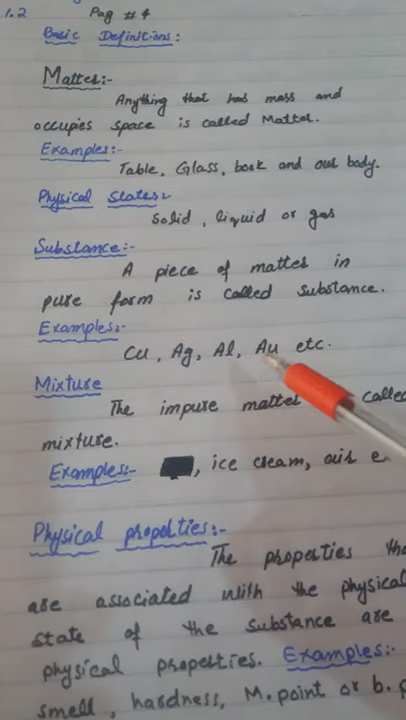 1.2 Pag # 4
Basic Definitions:
Matter:-
Anything that has mass and
occupies space is called Matter.
Examples:-
Table, Glass, book and our body.
Physical States:-
Solid, liquid or gas
Substance:-
A piece of matter in
pure form is called substance.
Examples:-
Cu, Ag, Al, Au etc.
Mixture
The impure matter called
mixture.
Examples:- , ice cream, air e
Physical properties:-
The properties tha
are associated with the physical
state of the substance are
physical properties. Examples:-
smell, hardness, M.point or b.p